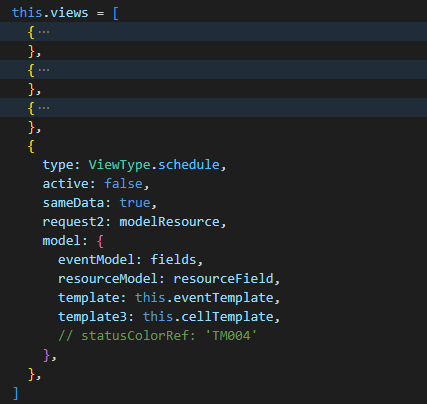 this.views = [
{···
},
{···
},
{···
},
{
type: ViewType.schedule,
active: false,
sameData: true,
request2: modelResource,
model: {
eventModel: fields,
resourceModel: resourceField,
template: this.eventTemplate,
template3: this.cellTemplate,
// statusColorRef: 'TM004'
},
},
]